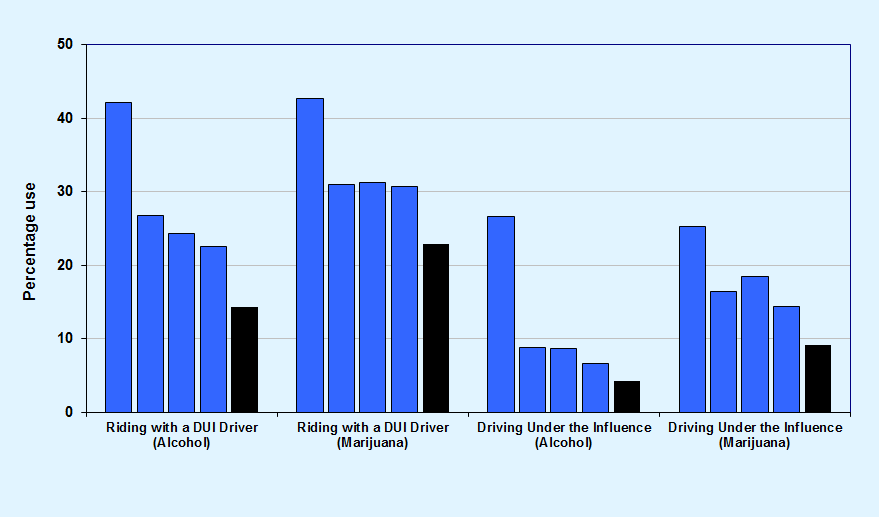 50
40
30
20
10
0
Percentage use
Riding with a DUI Driver
(Alcohol)
Riding with a DUI Driver
(Marijuana)
Driving Under the Influence
(Alcohol)
Driving Under the Influence
(Marijuana)